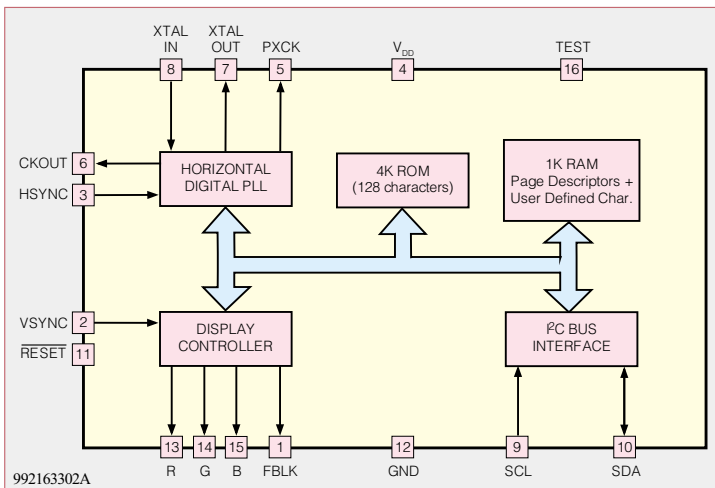 XTAL IN
XTAL OUT
PXCK
VDD
TEST
8
7
5
4
16
CKOUT
6
HSYNC
3
HORIZONTAL
DIGITAL PLL
4K ROM
(128 characters)
1K RAM
Page Descriptors +
User Defined Char.
VSYNC
2
RESET
11
DISPLAY
CONTROLLER
I²C BUS
INTERFACE
13
14
15
1
12
9
10
R
G
B
FBLK
GND
SCL
SDA
992163302A